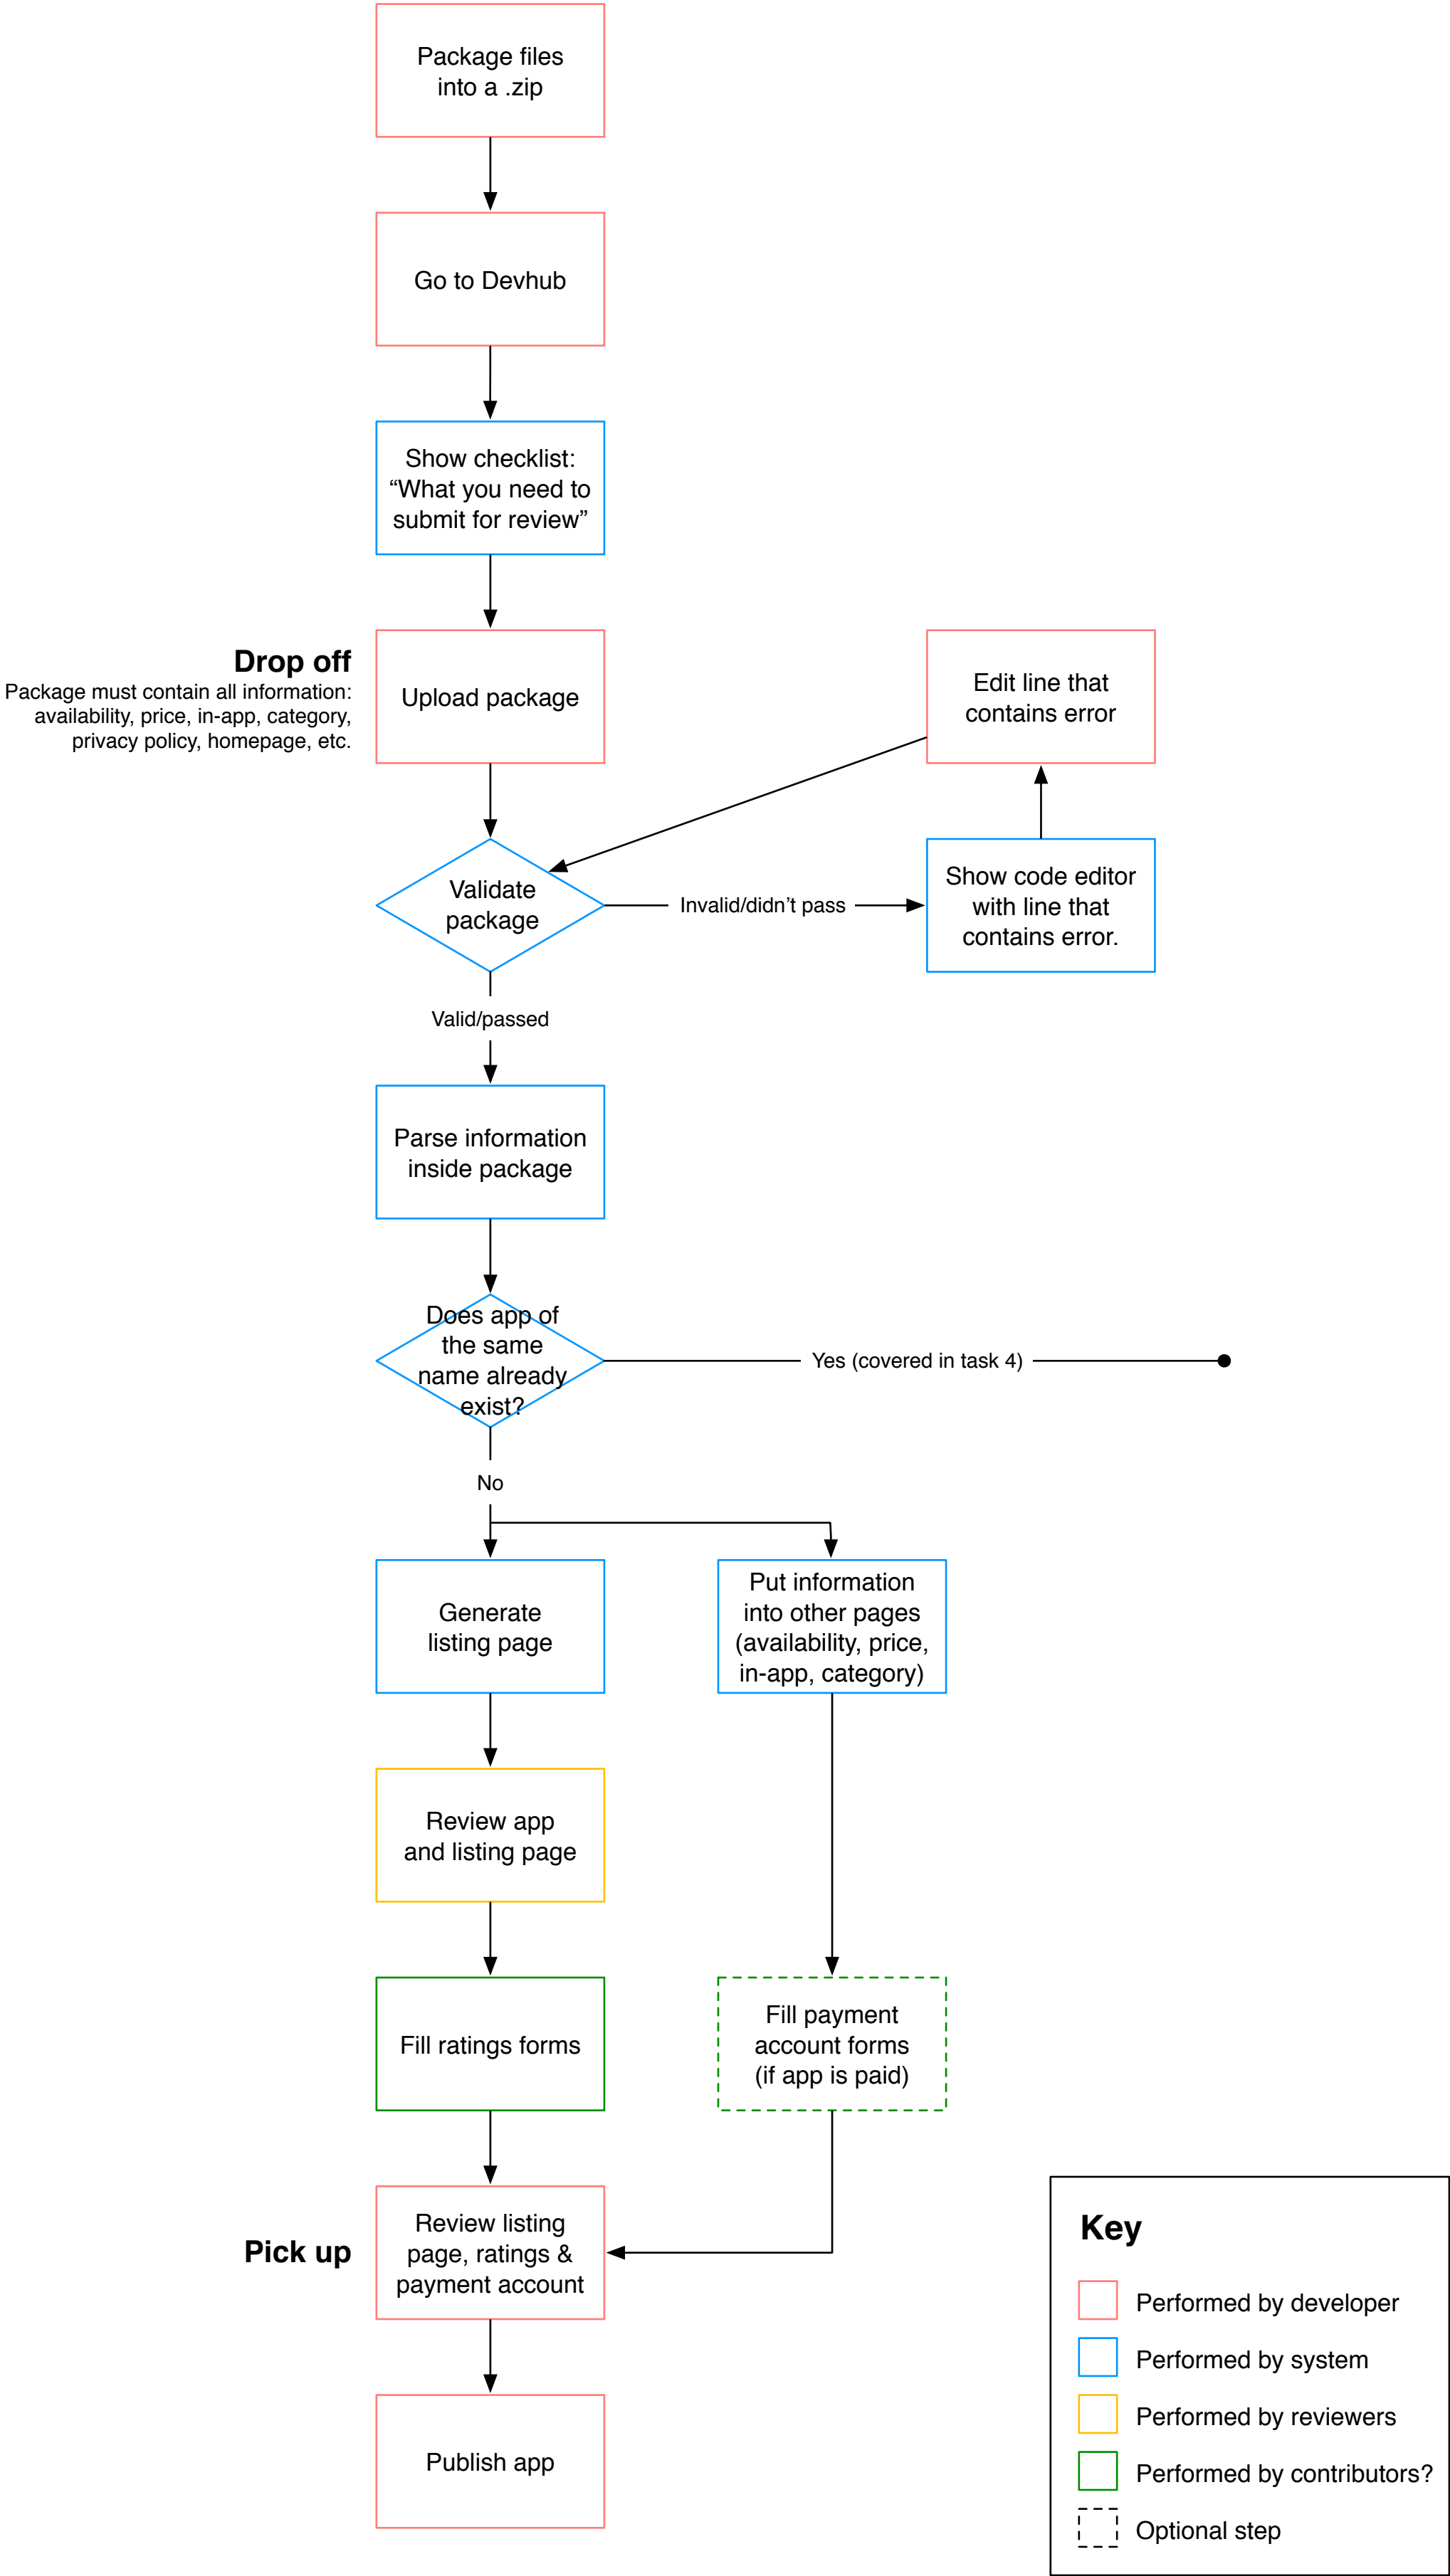 Package files
into a .zip
Go to Devhub
Show checklist:
“What you need to
submit for review”
Drop off
Package must contain all information:
availability, price, in-app, category,
privacy policy, homepage, etc.
Upload package
Edit line that
contains error
Validate
package
Invalid/didn’t pass
Show code editor
with line that
contains error.
Valid/passed
Parse information
inside package
Does app of
the same
name already
exist?
Yes (covered in task 4)
No
Generate
listing page
Put information
into other pages
(availability, price,
in-app, category)
Review app
and listing page
Fill ratings forms
Fill payment
account forms
(if app is paid)
Pick up
Review listing
page, ratings &
payment account
Publish app
Key
Performed by developer
Performed by system
Performed by reviewers
Performed by contributors?
Optional step